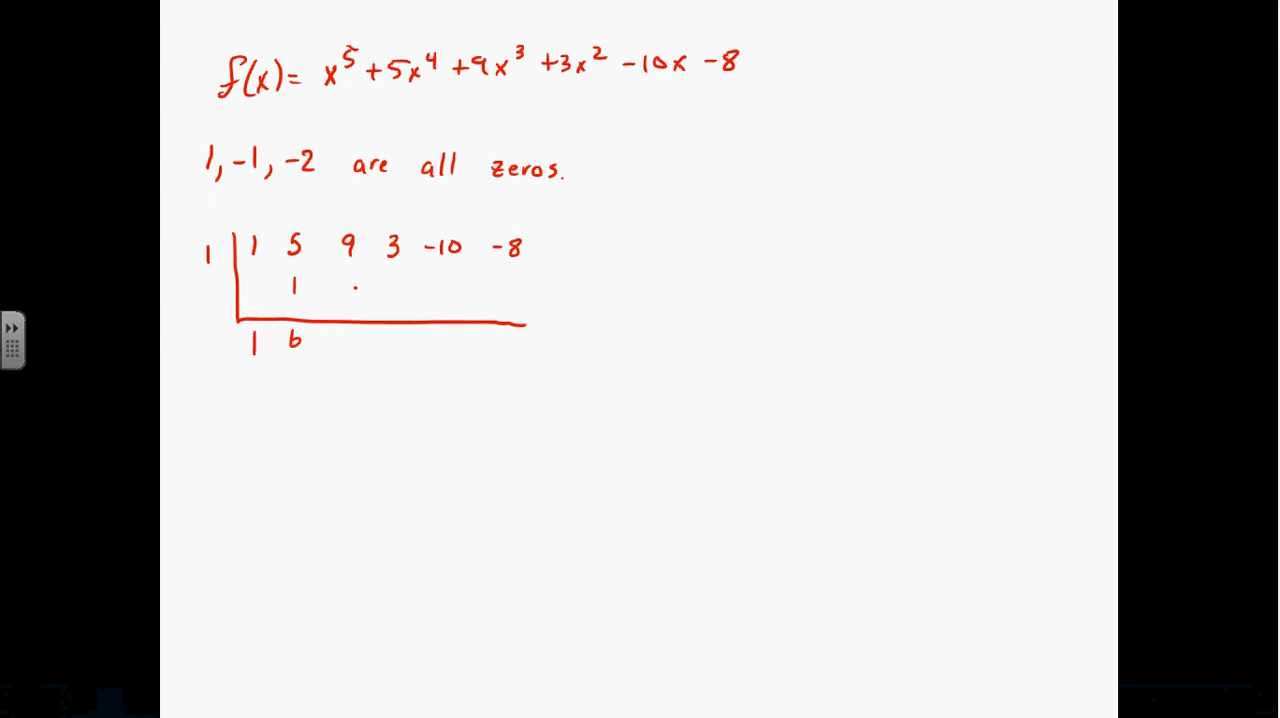 f(x)= x^5 +5x^4 +9x^3 +3x^2 -10x -8
1, -1, -2 are all zeros.
1 | 1 5 9 3 -10 -8
1
1 6